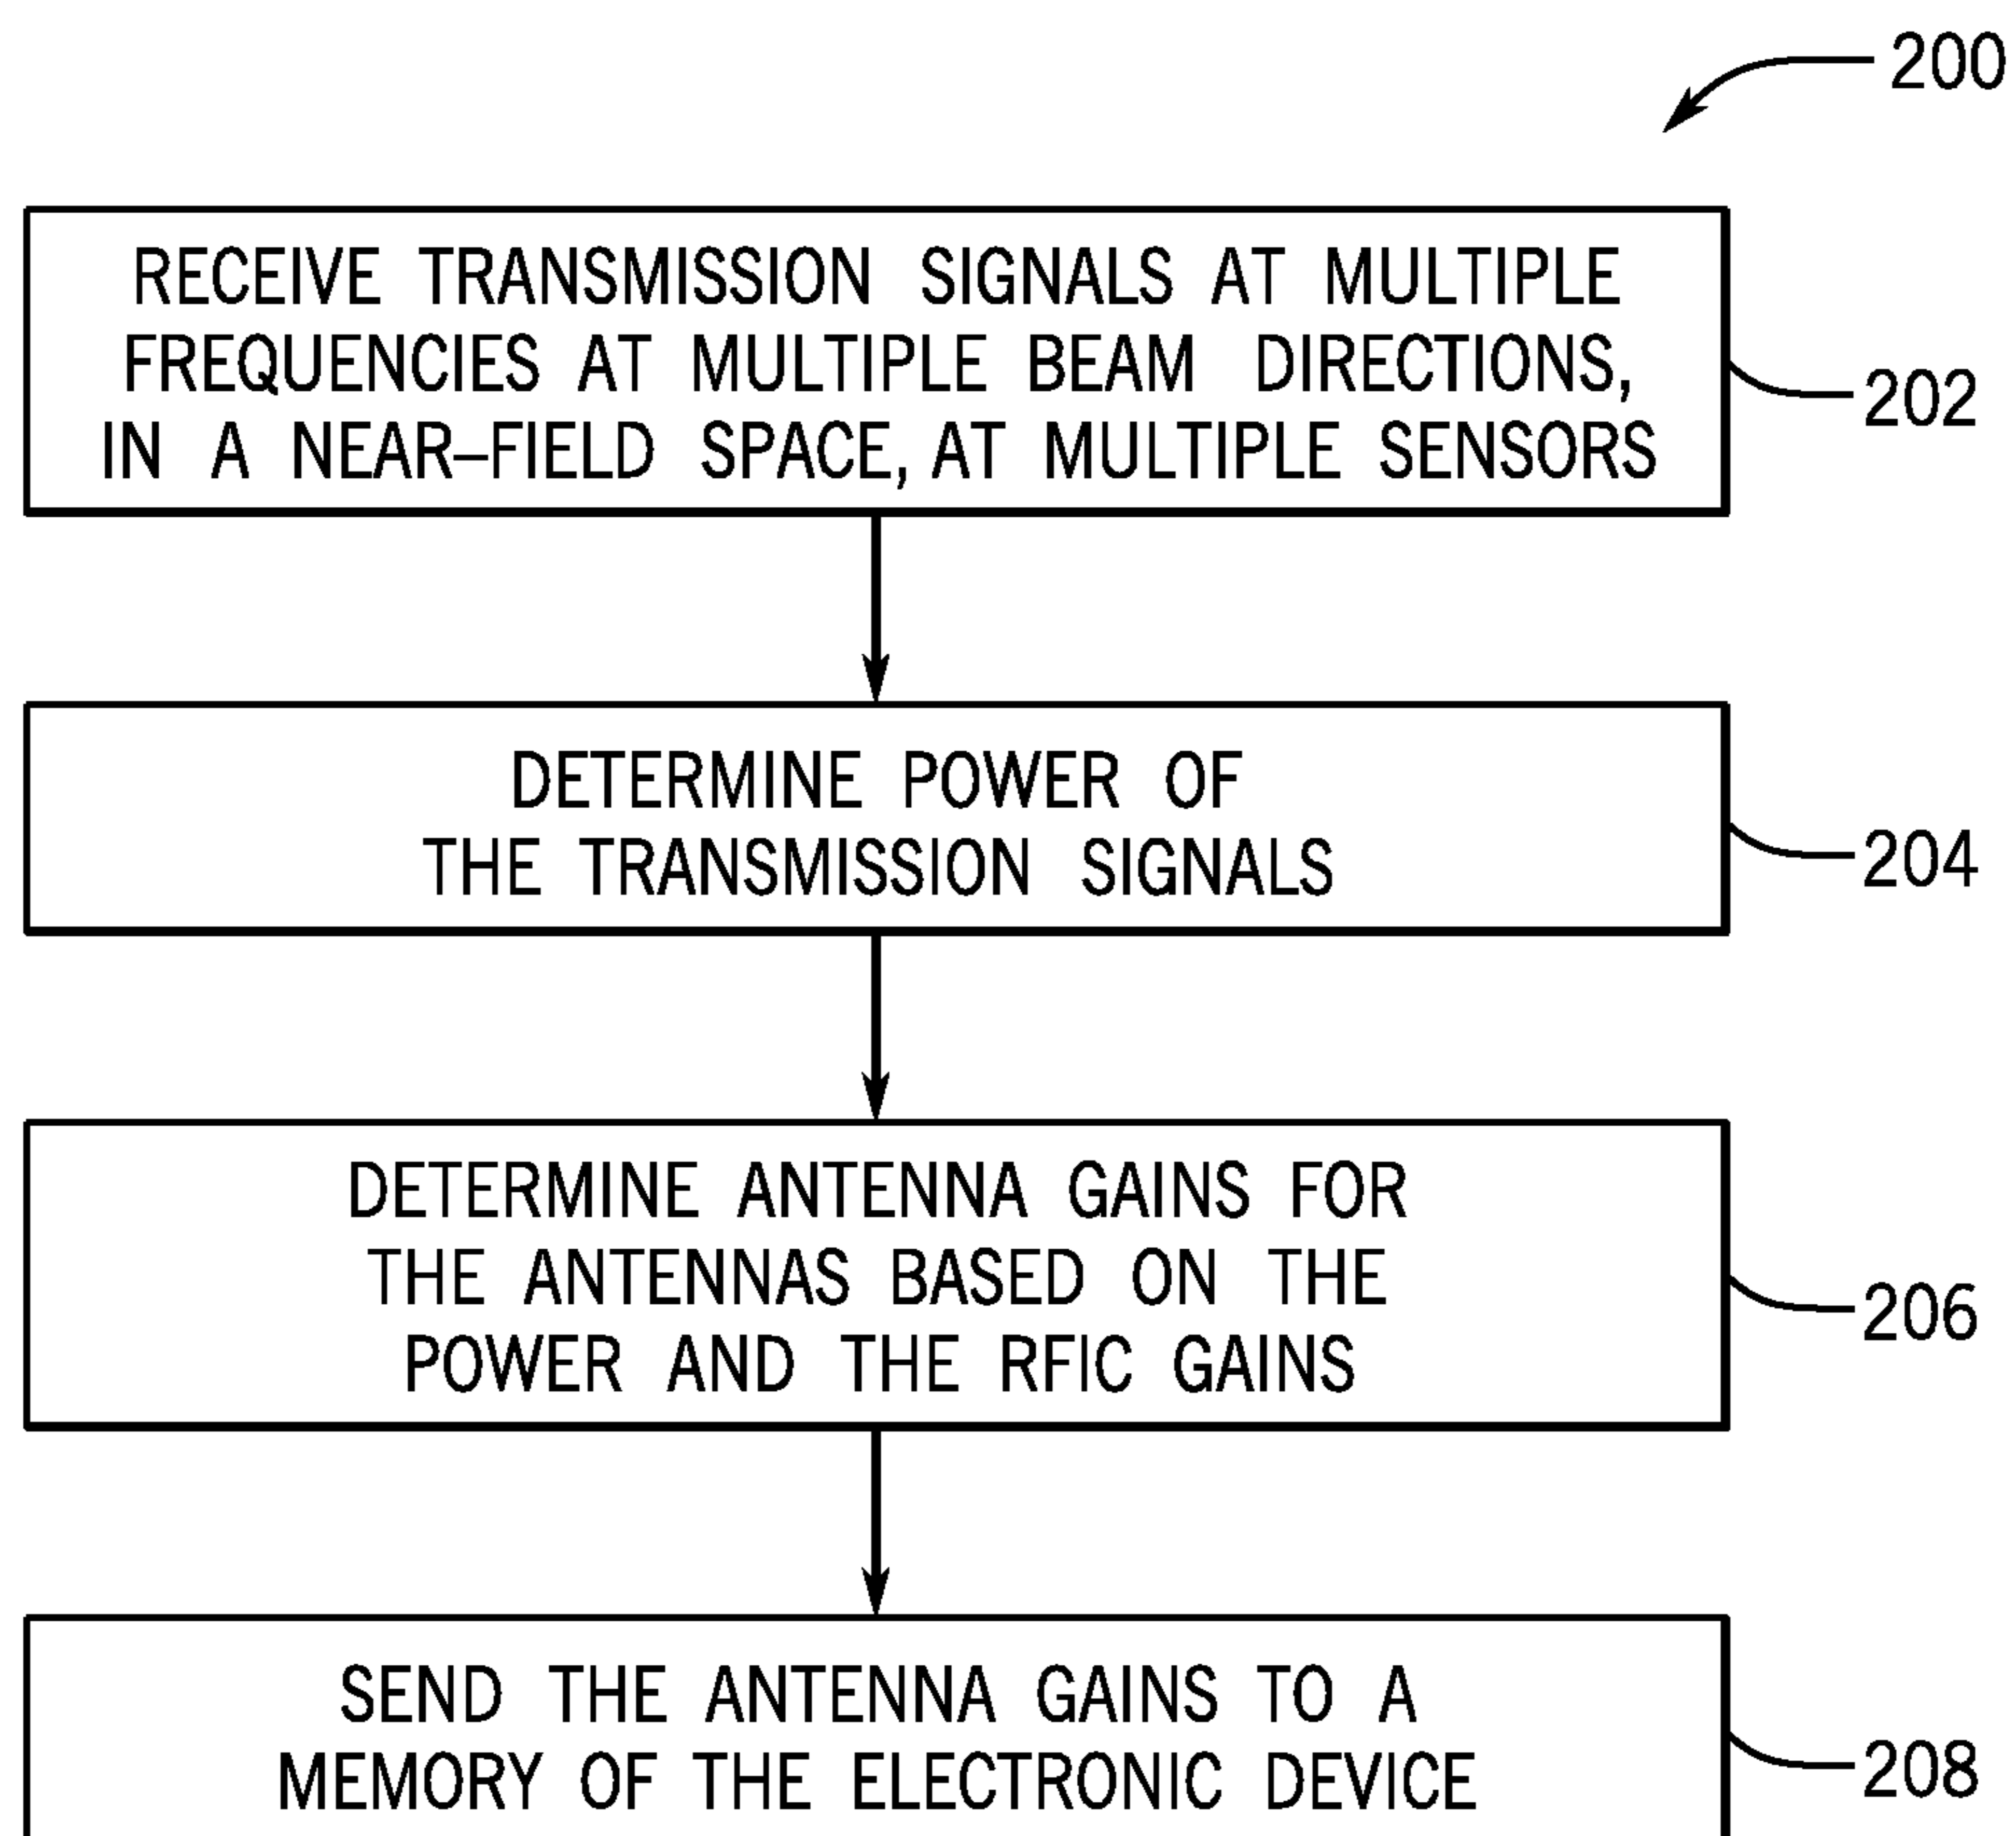 200
RECEIVE TRANSMISSION SIGNALS AT MULTIPLE
FREQUENCIES AT MULTIPLE BEAM DIRECTIONS,
IN A NEAR–FIELD SPACE, AT MULTIPLE SENSORS
202
DETERMINE POWER OF
THE TRANSMISSION SIGNALS
204
DETERMINE ANTENNA GAINS FOR
THE ANTENNAS BASED ON THE
POWER AND THE RFIC GAINS
206
SEND THE ANTENNA GAINS TO A
MEMORY OF THE ELECTRONIC DEVICE
208